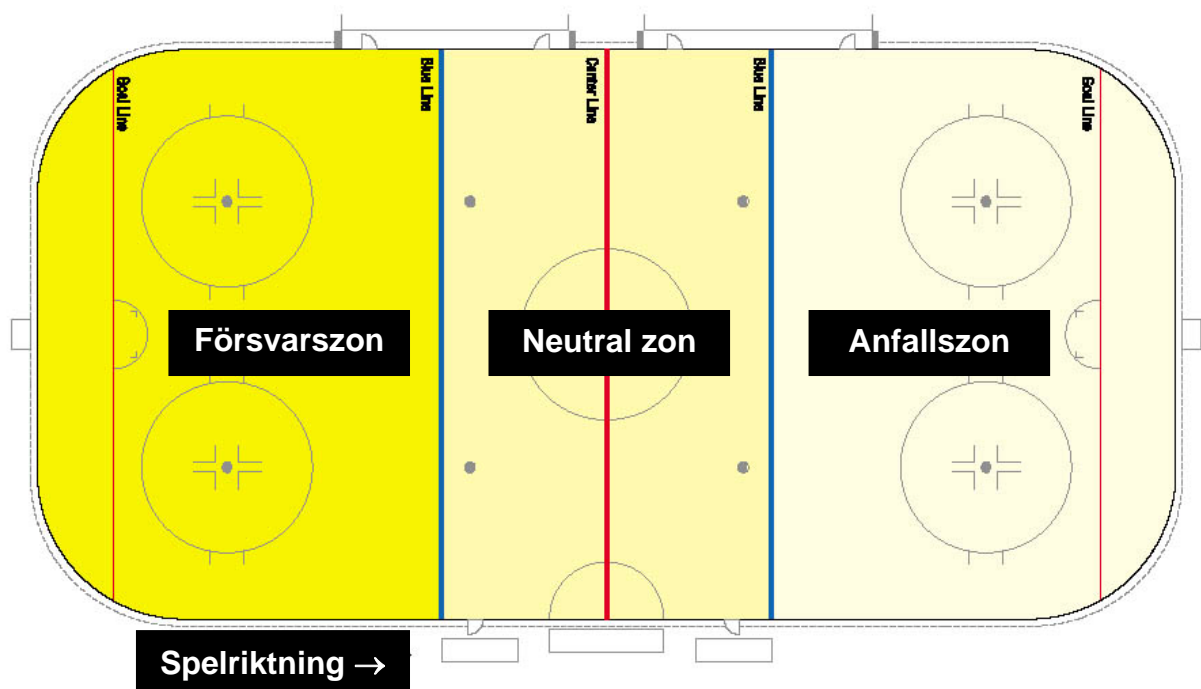 Goal Line
Blue Line
Center Line
Blue Line
Goal Line
Försvarszon
Neutral zon
Anfallszon
Spelriktning →